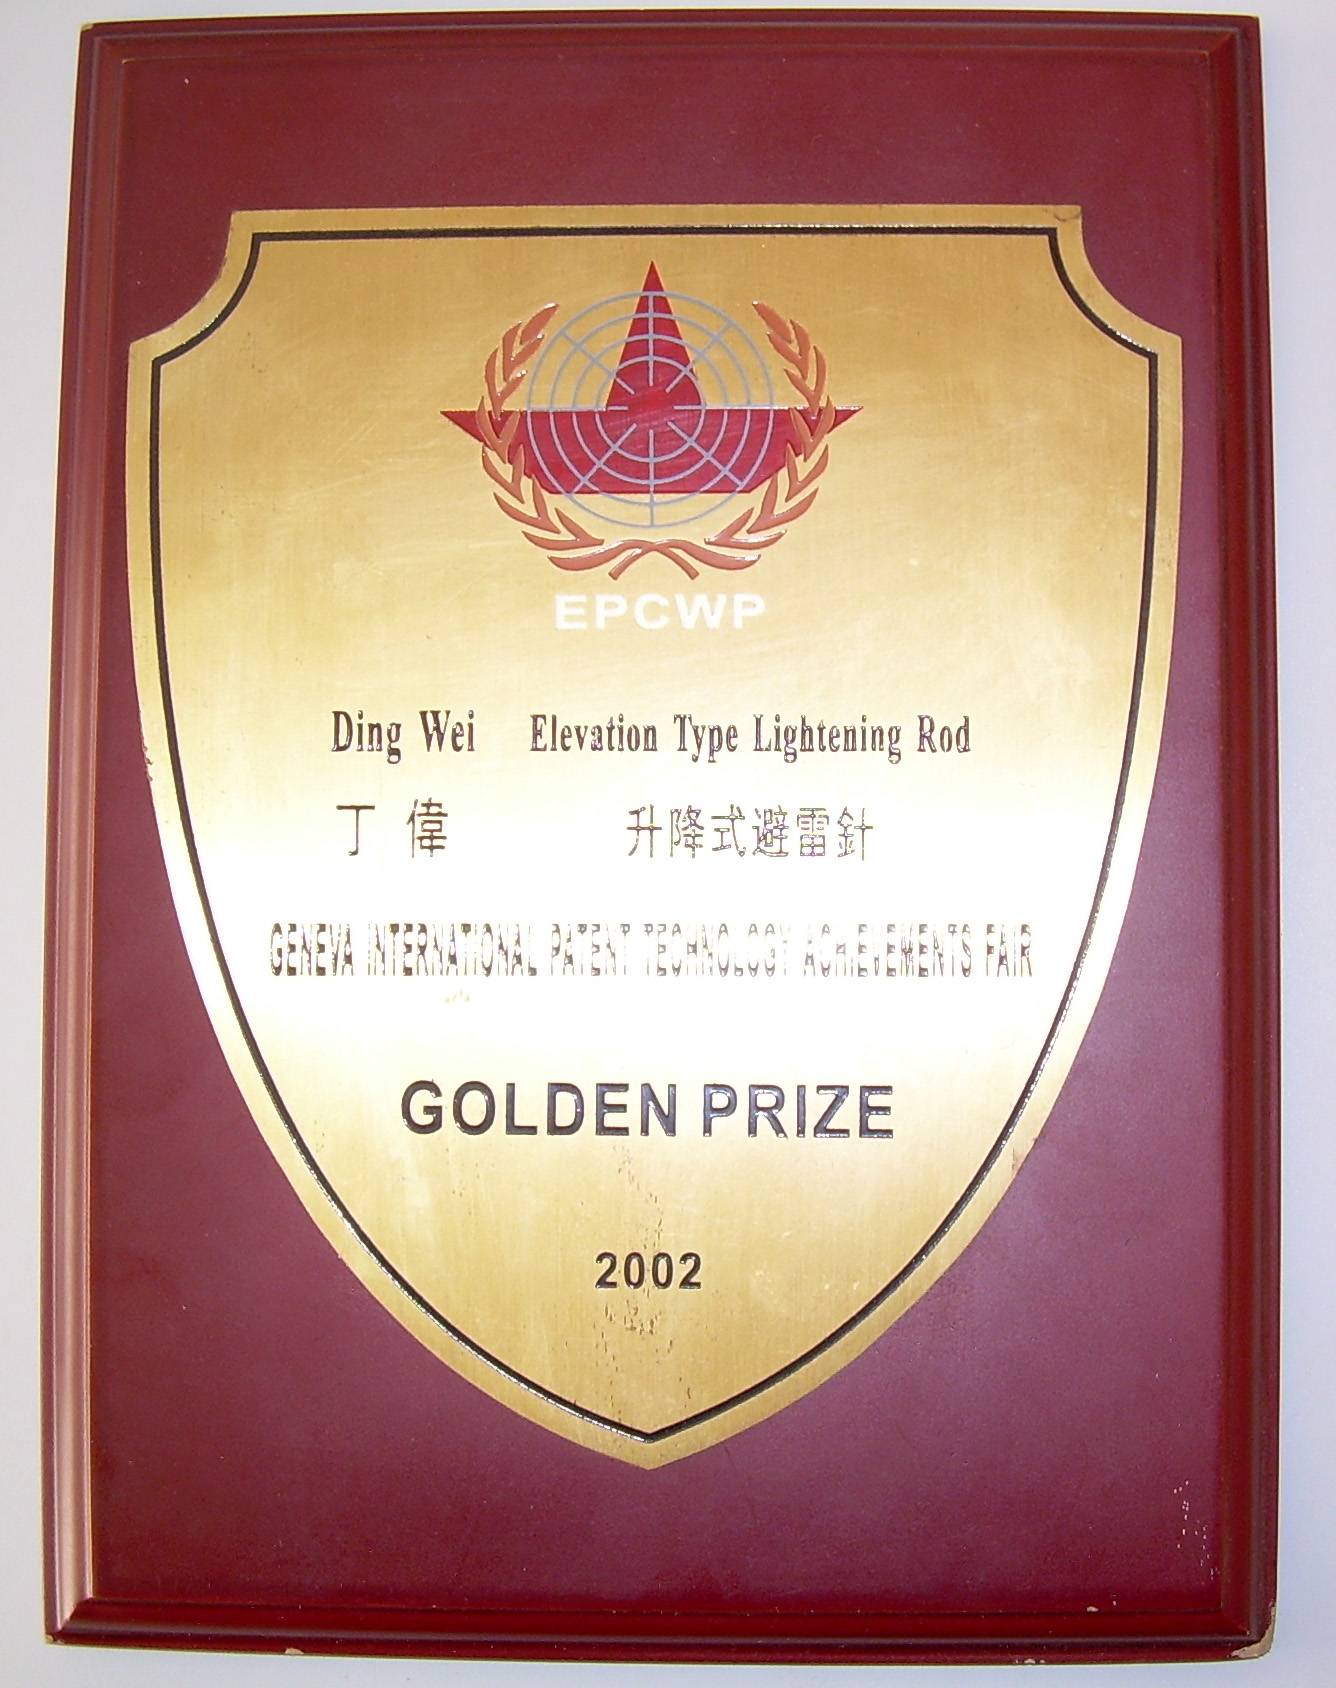 EPCWP
Ding Wei Elevation Type Lightening Rod
丁 偉 升降式避雷針
GENEVA INTERNATIONAL PATENT TECHNOLOGY ACHIEVEMENTS FAIR
GOLDEN PRIZE
2002